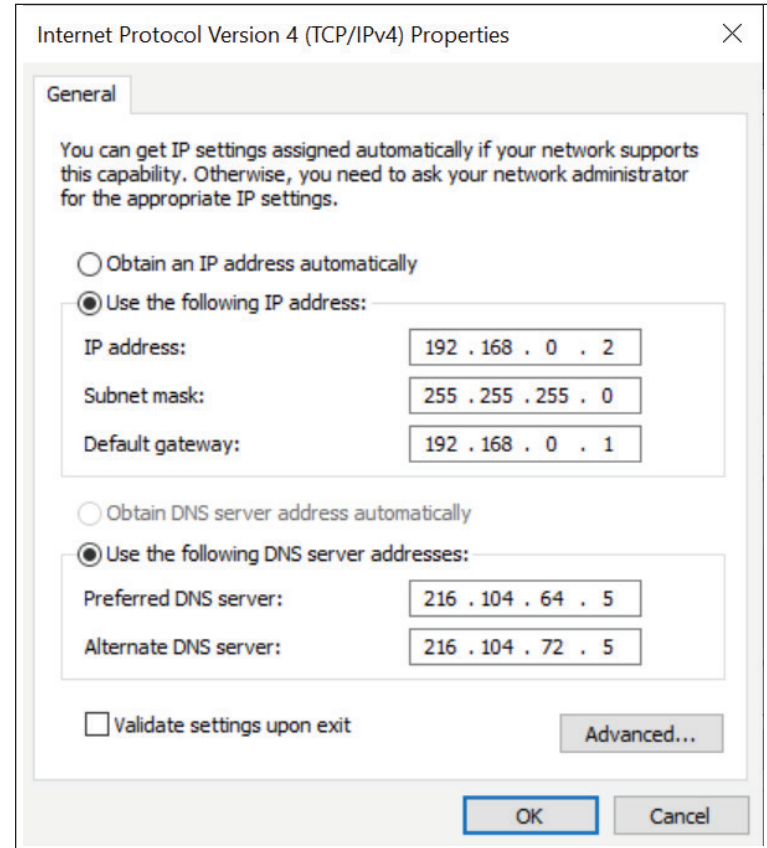 Internet Protocol Version 4 (TCP/IPv4) Properties
General
You can get IP settings assigned automatically if your network supports
this capability. Otherwise, you need to ask your network administrator
for the appropriate IP settings.
Obtain an IP address automatically
Use the following IP address:
IP address: 192 . 168 . 0 . 2
Subnet mask: 255 . 255 . 255 . 0
Default gateway: 192 . 168 . 0 . 1
Obtain DNS server address automatically
Use the following DNS server addresses:
Preferred DNS server: 216 . 104 . 64 . 5
Alternate DNS server: 216 . 104 . 72 . 5
Validate settings upon exit
Advanced...
OK Cancel